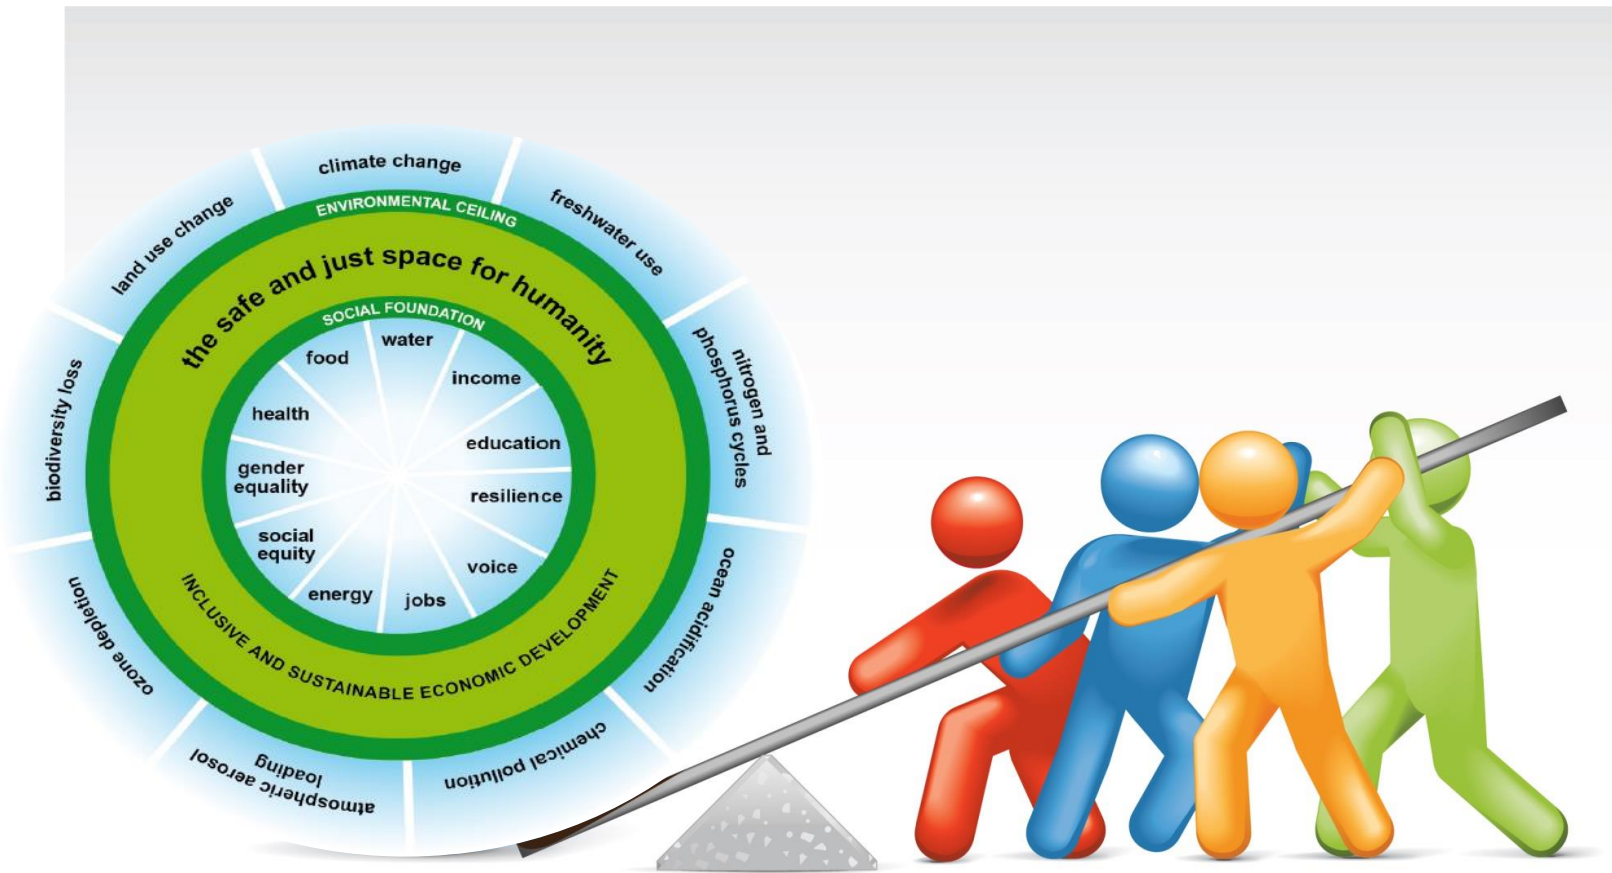 climate change
freshwater use
nitrogen and
phosphorus cycles
ocean acidification
chemical pollution
atmospheric aerosol
loading
ozone depletion
biodiversity loss
land use change
ENVIRONMENTAL CEILING
the safe and just space for humanity
SOCIAL FOUNDATION
water
income
education
resilience
voice
jobs
energy
social
equity
gender
equality
health
food
INCLUSIVE AND SUSTAINABLE ECONOMIC DEVELOPMENT